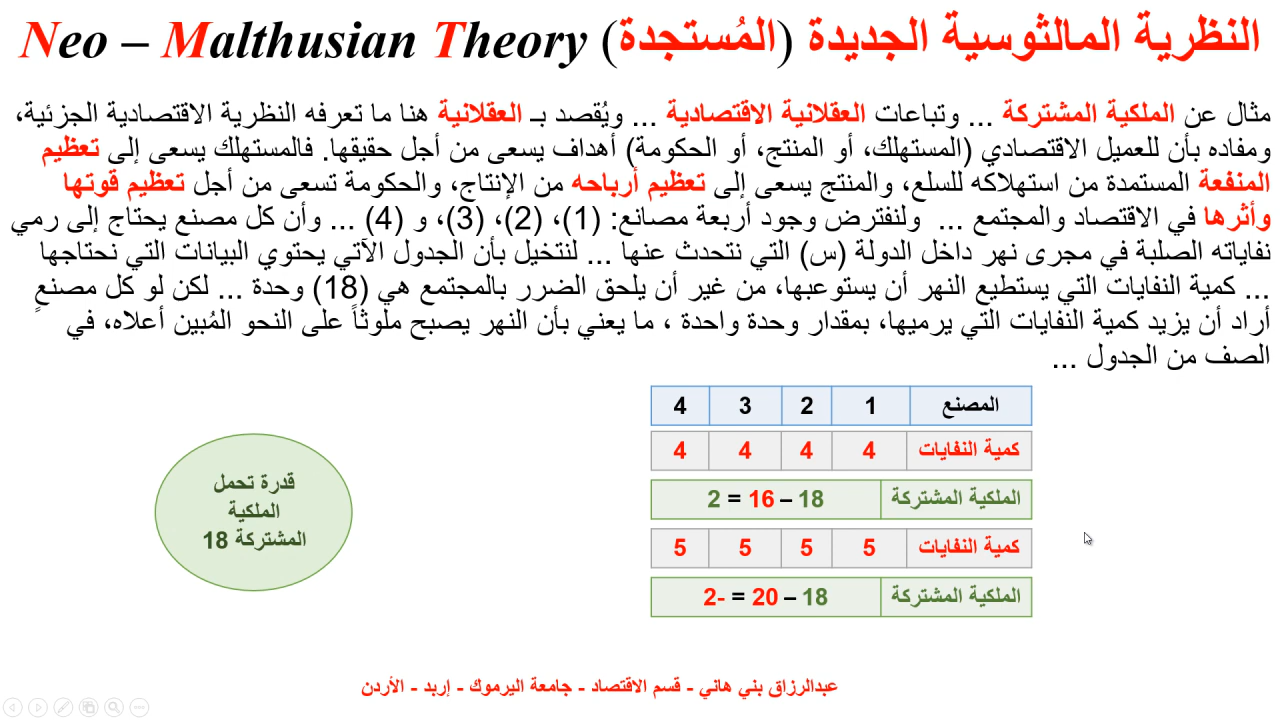 النظرية المالثوسية الجديدة (المُستجدة) Neo – Malthusian Theory
مثال عن الملكية المشتركة ... وتباعات العقلانية الاقتصادية ... ويُقصد بـ العقلانية هنا ما تعرفه النظرية الاقتصادية الجزئية،
ومفاده بأن للعميل الاقتصادي (المستهلك، أو المنتج، أو الحكومة) أهداف يسعى من أجل حقيقها. فالمستهلك يسعى إلى تعظيم
المنفعة المستمدة من استهلاكه للسلع، والمنتج يسعى إلى تعظيم أرباحه من الإنتاج، والحكومة تسعى من أجل تعظيم قوتها
وأثرها في الاقتصاد والمجتمع ... ولنفترض وجود أربعة مصانع: (1)، (2)، (3)، و (4) ... وأن كل مصنع يحتاج إلى رمي
نفاياته الصلبة في مجرى نهر داخل الدولة (س) التي نتحدث عنها ... لنتخيل بأن الجدول الآتي يحتوي البيانات التي نحتاجها
... كمية النفايات التي يستطيع النهر أن يستوعبها، من غير أن يلحق الضرر بالمجتمع هي (18) وحدة ... لكن لو كل مصنعٍ
أراد أن يزيد كمية النفايات التي يرميها، بمقدار وحدة واحدة ، ما يعني بأن النهر يصبح ملوثاً على النحو المُبين أعلاه، في
الصف من الجدول ...
المصنع 1 2 3 4
كمية النفايات 4 4 4 4
الملكية المشتركة 18 – 16 = 2
كمية النفايات 5 5 5 5
الملكية المشتركة 18 – 20 = -2
قدرة تحمل
الملكية
المشتركة 18
عبدالرزاق بني هاني - قسم الاقتصاد - جامعة اليرموك - إربد - الأردن